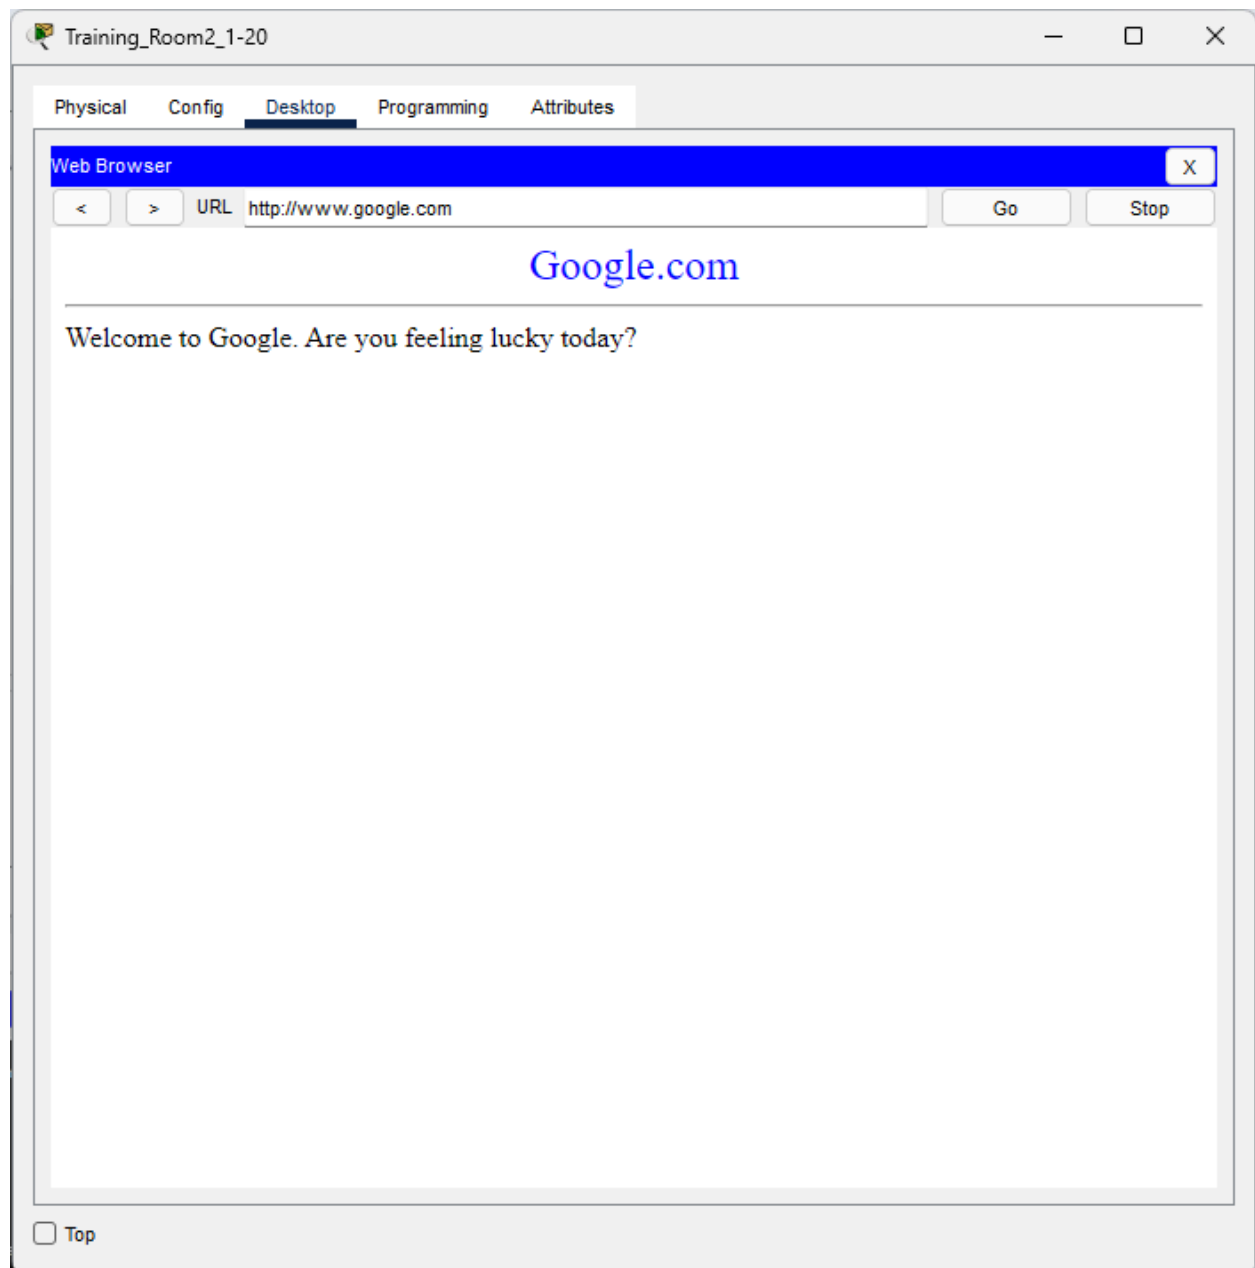 Training_Room2_1-20
Physical Config Desktop Programming Attributes
Web Browser X
< > URL http://www.google.com Go Stop
Google.com
Welcome to Google. Are you feeling lucky today?
Top